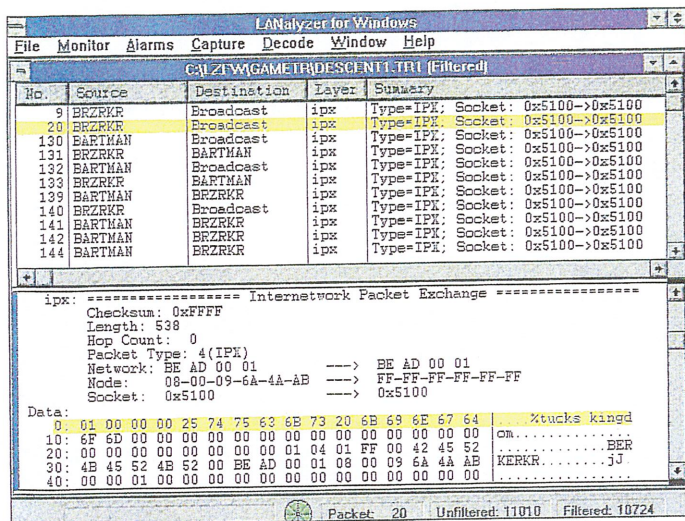 LANalyzer for Windows
File Monitor Alarms Capture Decode Window Help
C:\LZFW\GAMETR\DESCENT1.TR1 (Filtered)
No. Source Destination Layer Summary
9 BRZRKR Broadcast ipx Type=IPX; Socket: 0x5100->0x5100
20 BRZRKR Broadcast ipx Type=IPX; Socket: 0x5100->0x5100
130 BARTMAN Broadcast ipx Type=IPX; Socket: 0x5100->0x5100
131 BRZRKR BARTMAN ipx Type=IPX; Socket: 0x5100->0x5100
132 BARTMAN Broadcast ipx Type=IPX; Socket: 0x5100->0x5100
133 BRZRKR BARTMAN ipx Type=IPX; Socket: 0x5100->0x5100
139 BARTMAN BRZRKR ipx Type=IPX; Socket: 0x5100->0x5100
140 BRZRKR Broadcast ipx Type=IPX; Socket: 0x5100->0x5100
141 BARTMAN BRZRKR ipx Type=IPX; Socket: 0x5100->0x5100
142 BARTMAN BRZRKR ipx Type=IPX; Socket: 0x5100->0x5100
144 BARTMAN BRZRKR ipx Type=IPX; Socket: 0x5100->0x5100
ipx: ================== Internetwork Packet Exchange =================
Checksum: 0xFFFF
Length: 538
Hop Count: 0
Packet Type: 4(IPX)
Network: BE AD 00 01 ---> BE AD 00 01
Node: 08-00-09-6A-4A-AB ---> FF-FF-FF-FF-FF-FF
Socket: 0x5100 ---> 0x5100
Data:
0: 01 00 00 00 25 74 75 63 6B 73 20 6B 69 6E 67 64 |....%tucks kingd
10: 6F 6D 00 00 00 00 00 00 00 00 00 00 00 00 00 00 |om..............
20: 00 00 00 00 00 00 00 00 01 04 01 FF 00 42 45 52 |.............BER
30: 4B 45 52 4B 52 00 BE AD 00 01 08 00 09 6A 4A AB |KERKR........jJ.
40: 00 00 01 00 00 00 00 00 00 00 00 00 00 00 00 00 |................
Packet: 20 Unfiltered: 11010 Filtered: 10724